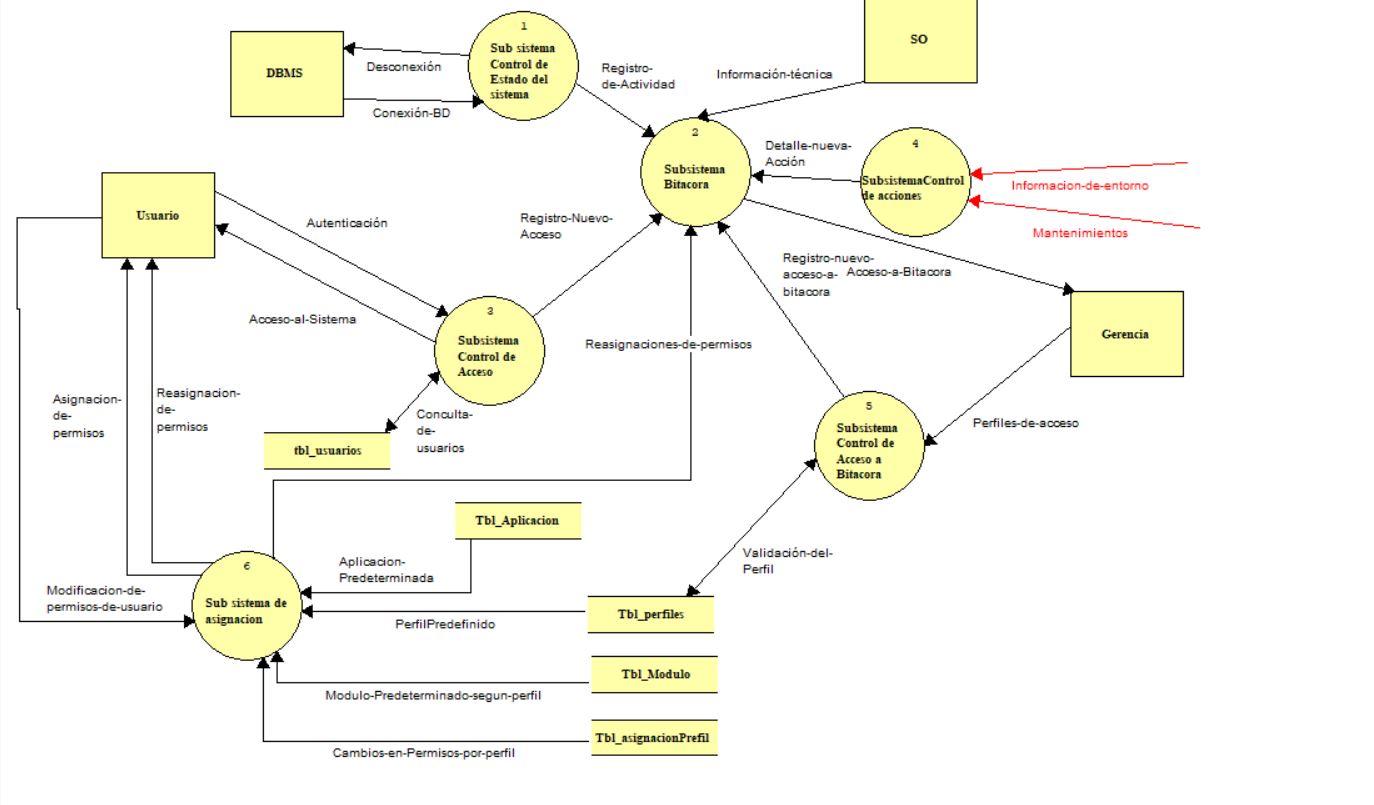 1
Sub sistema
Control de
Estado del
sistema
DBMS
Desconexión
Conexión-BD
Registro-
de-Actividad
Información-técnica
SO
2
Subsistema
Bitacora
Detalle-nueva-
Acción
4
SubsistemaControl
de acciones
Informacion-de-entorno
Mantenimientos
Usuario
Autenticación
Acceso-al-Sistema
Registro-Nuevo-
Acceso
Registro-nuevo-
acceso-a-
bitacora
Acceso-a-Bitacora
Gerencia
3
Subsistema
Control de
Acceso
Reasignaciones-de-permisos
Asignacion-
de-
permisos
Reasignacion-
de-
permisos
Conculta-
de-
usuarios
tbl_usuarios
5
Subsistema
Control de
Acceso a
Bitacora
Perfiles-de-acceso
Tbl_Aplicacion
Aplicacion-
Predeterminada
Validación-del-
Perfil
6
Sub sistema de
asignacion
Modificacion-de-
permisos-de-usuario
PerfilPredefinido
Tbl_perfiles
Tbl_Modulo
Modulo-Predeterminado-segun-perfil
Tbl_asignacionPrefil
Cambios-en-Permisos-por-perfil